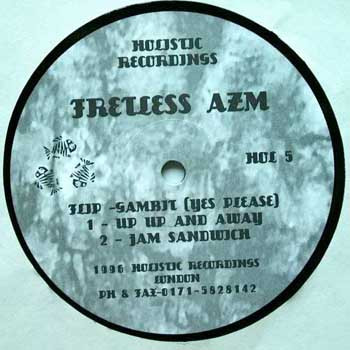 HOLISTIC
RECORDINGS
FRETLESS AZM
HOL 5
FLIP -GAMBIT (YES PLEASE)
1 - UP UP AND AWAY
2 - JAM SANDWICH
1996 HOLISTIC RECORDINGS
LONDON
PH & FAX-0171-5828142